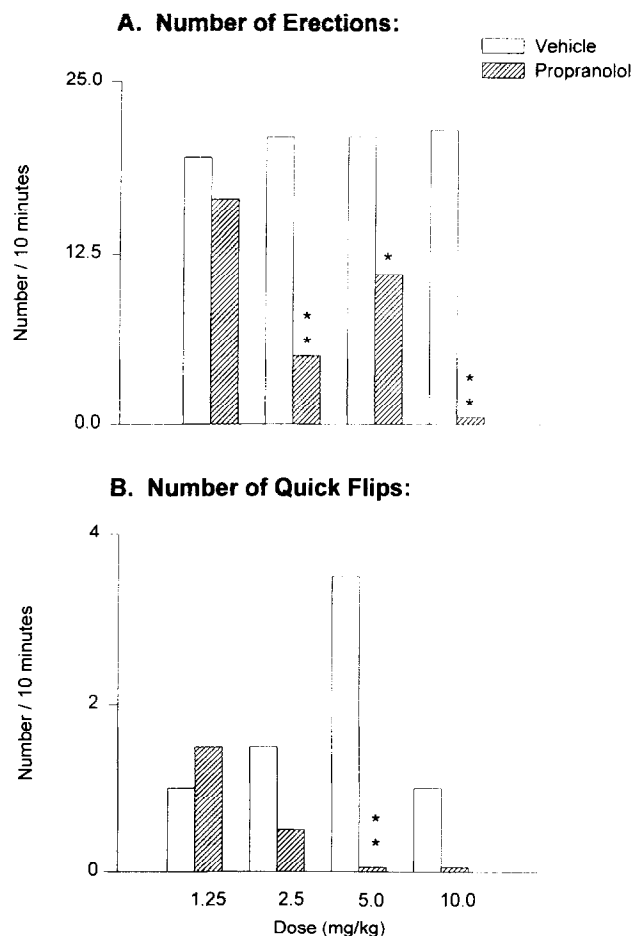 A. Number of Erections:
Vehicle
Propranolol
25.0
12.5
0.0
Number / 10 minutes
*
*
*
*
*
B. Number of Quick Flips:
4
2
0
Number / 10 minutes
*
*
1.25 2.5 5.0 10.0
Dose (mg/kg)